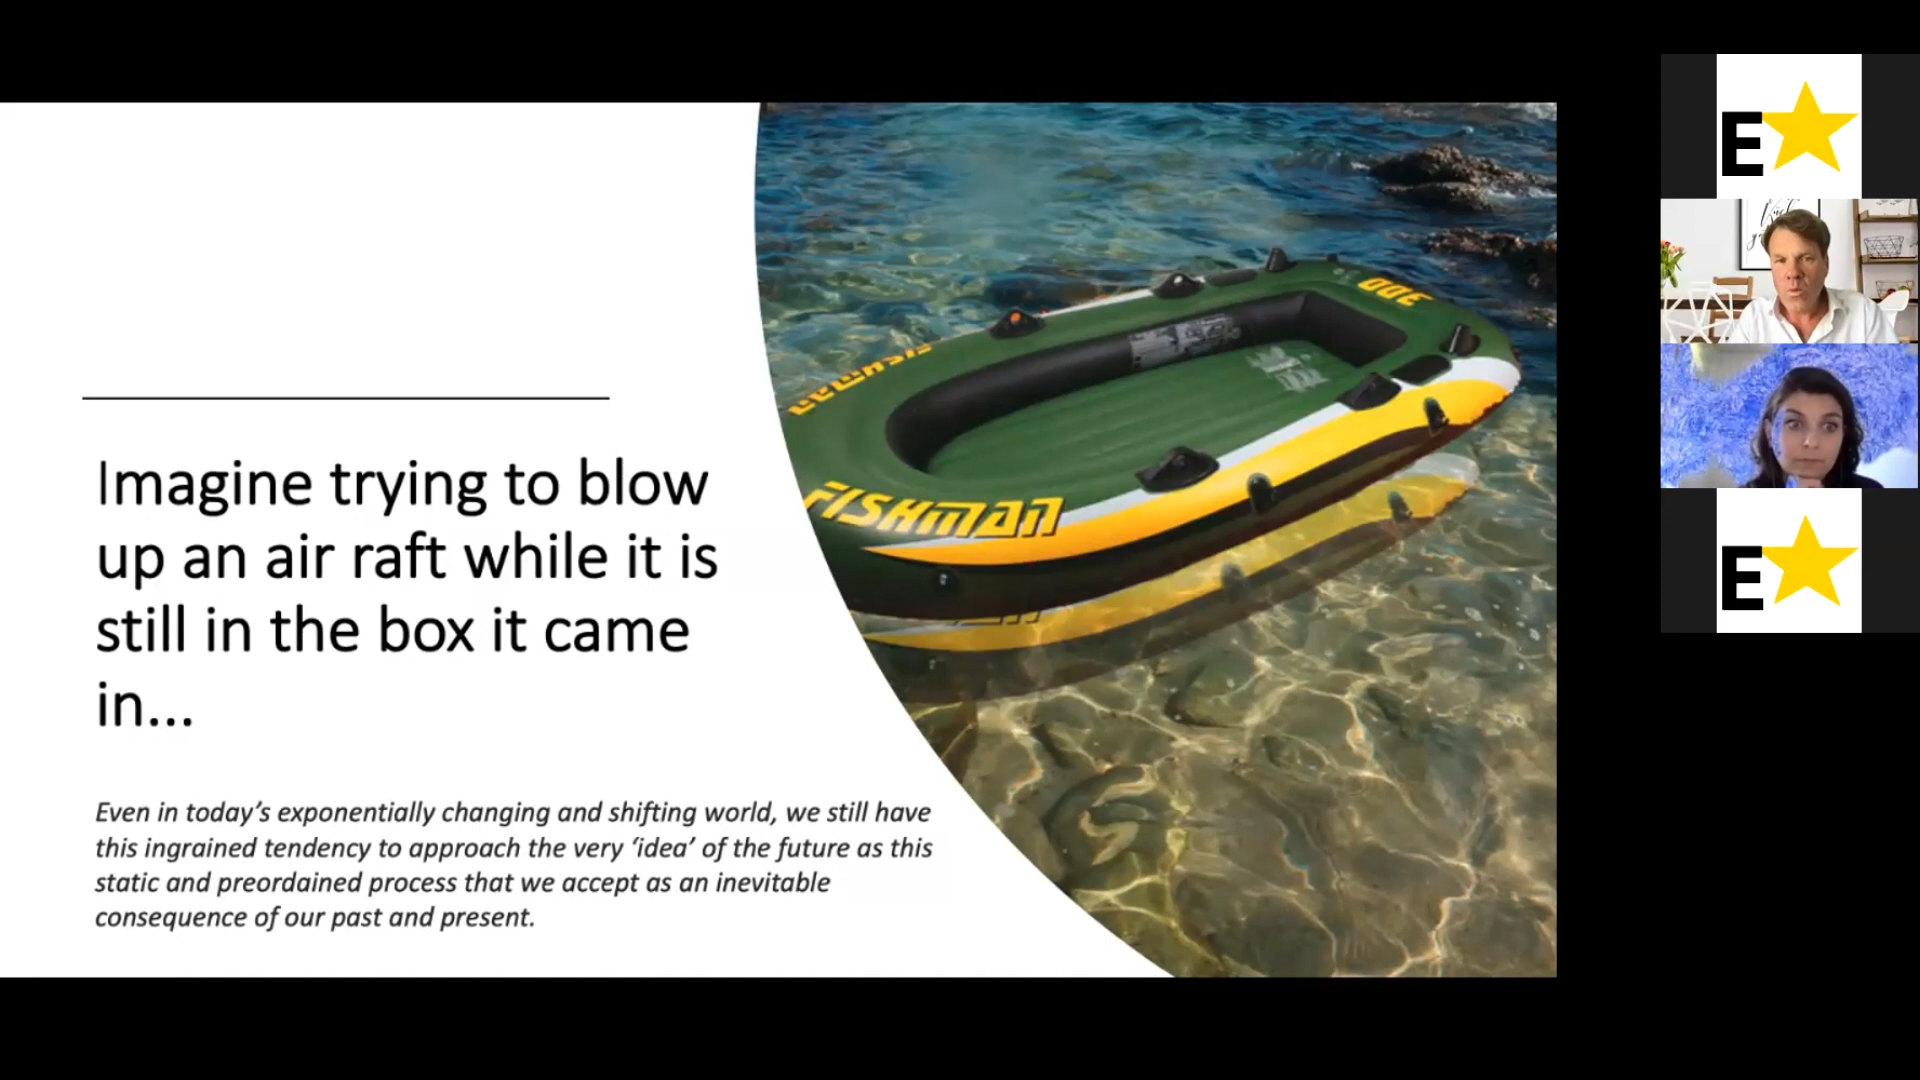 Imagine trying to blow
up an air raft while it is
still in the box it came
in...
Even in today’s exponentially changing and shifting world, we still have
this ingrained tendency to approach the very ‘idea’ of the future as this
static and preordained process that we accept as an inevitable
consequence of our past and present.
300
FISHMAN
E
E